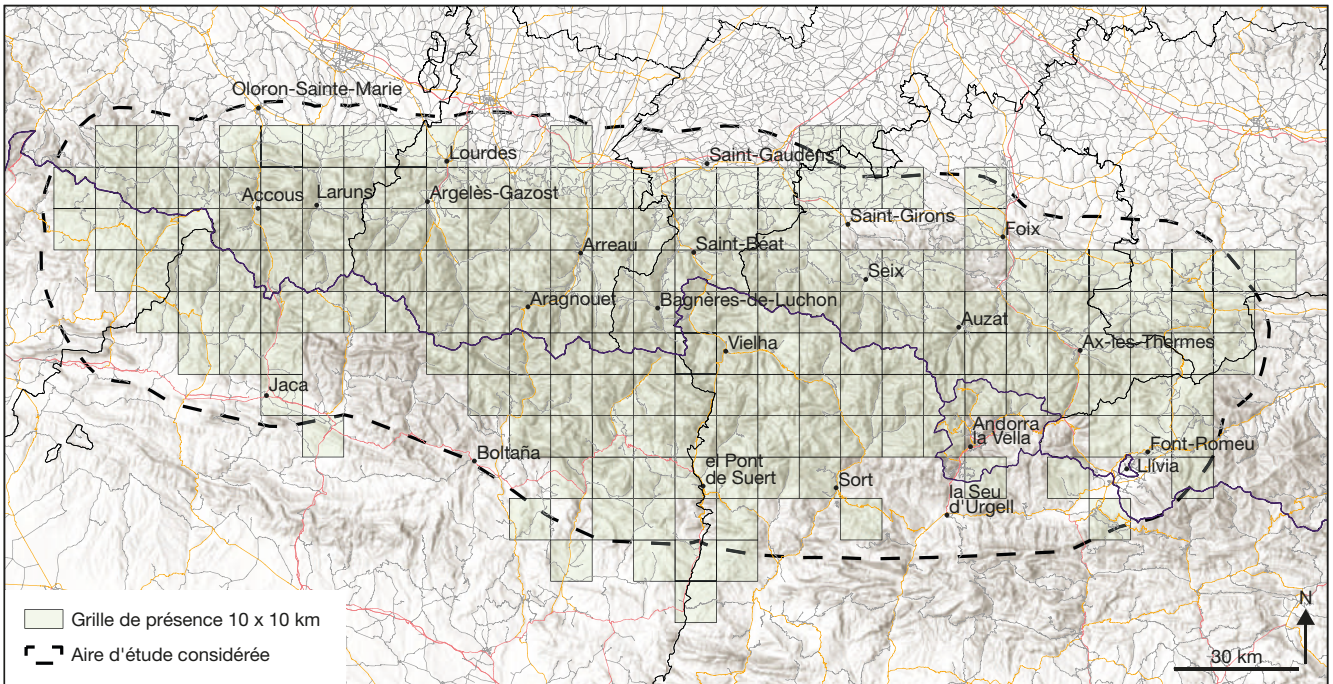 Oloron-Sainte-Marie
Lourdes
Saint-Gaudens
Accous
Laruns
Argelès-Gazost
Saint-Girons
Foix
Arreau
Saint-Béat
Seix
Aragnouet
Bagnères-de-Luchon
Auzat
Vielha
Ax-les-Thermes
Jaca
Andorra
la Vella
Boltaña
Font-Romeu
Llívia
el Pont
de Suert
Sort
la Seu
d'Urgell
Grille de présence 10 x 10 km
Aire d'étude considérée
N
30 km